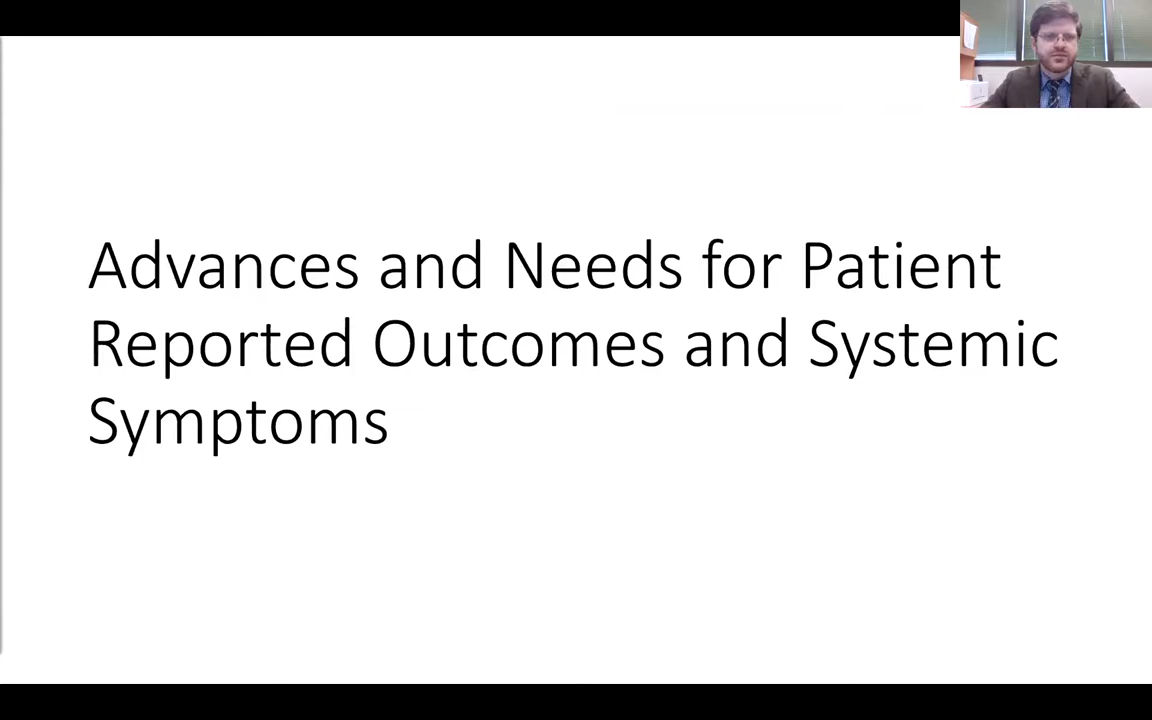 Advances and Needs for Patient
Reported Outcomes and Systemic
Symptoms